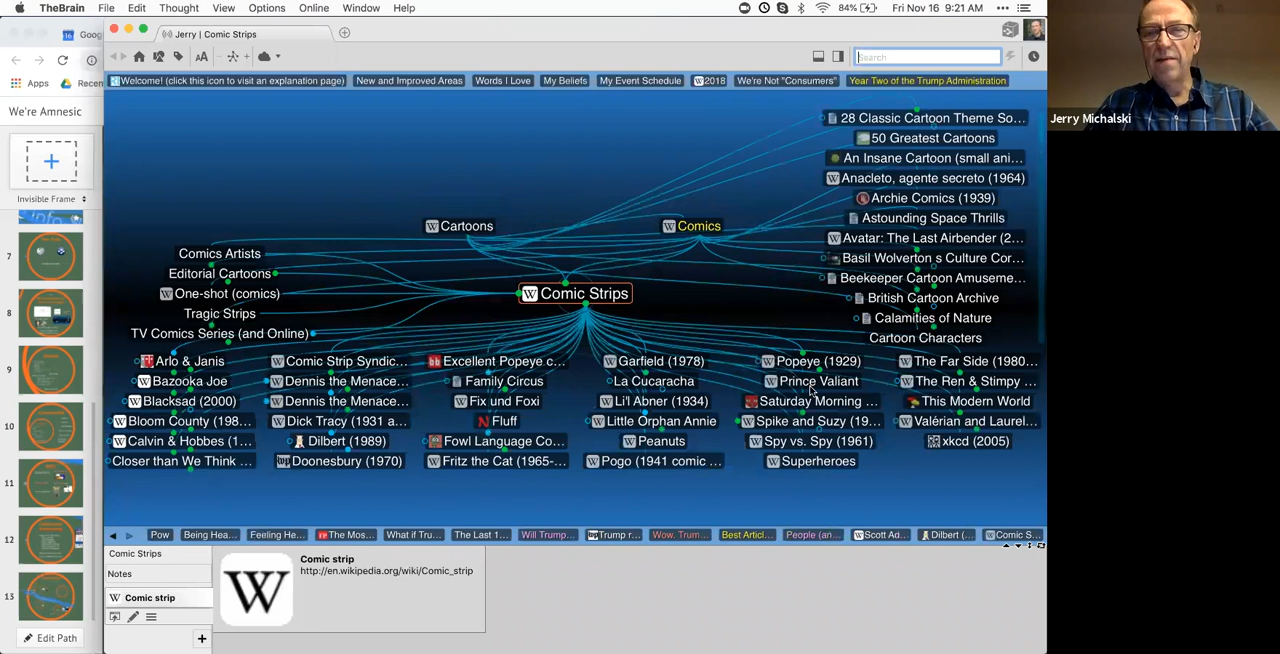 TheBrain File Edit Thought View Options Online Window Help 84% Fri Nov 16 9:21 AM
16 Goog
Jerry | Comic Strips
AA
Search
Apps Recen
Welcome! (click this icon to visit an explanation page) New and Improved Areas Words I Love My Beliefs My Event Schedule W 2018 We're Not "Consumers" Year Two of the Trump Administration
We're Amnesic
Jerry Michalski
28 Classic Cartoon Theme So...
50 Greatest Cartoons
An Insane Cartoon (small ani...
W Anacleto, agente secreto (1964)
Archie Comics (1939)
Astounding Space Thrills
W Avatar: The Last Airbender (2...
Basil Wolverton s Culture Cor...
Beekeeper Cartoon Amuseme...
British Cartoon Archive
Calamities of Nature
Cartoon Characters
W Cartoons
W Comics
Comics Artists
Editorial Cartoons
W One-shot (comics)
Tragic Strips
TV Comics Series (and Online)
W Comic Strips
Arlo & Janis
W Bazooka Joe
W Blacksad (2000)
W Bloom County (198...
W Calvin & Hobbes (1...
Closer than We Think ...
W Comic Strip Syndic...
W Dennis the Menace...
W Dennis the Menace...
W Dick Tracy (1931 a...
Dilbert (1989)
wp Doonesbury (1970)
bb Excellent Popeye c...
Family Circus
W Fix und Foxi
N Fluff
Fowl Language Co...
W Fritz the Cat (1965-...
W Garfield (1978)
La Cucaracha
W Li'l Abner (1934)
W Little Orphan Annie
W Peanuts
W Pogo (1941 comic ...
W Popeye (1929)
W Prince Valiant
Saturday Morning ...
W Spike and Suzy (19...
W Spy vs. Spy (1961)
W Superheroes
W The Far Side (1980...
W The Ren & Stimpy ...
This Modern World
W Valérian and Laurel...
xkcd (2005)
Invisible Frame
7
8
9
10
11
12
13
Edit Path
Pow Being Hea... Feeling He... The Mos... What if Tru... The Last 1... Will Trump... wp Trump r... Wow. Trum... Best Articl... People (an... W Scott Ad... Dilbert (... W Comic S...
Comic Strips
Notes
W Comic strip
W
Comic strip
http://en.wikipedia.org/wiki/Comic_strip